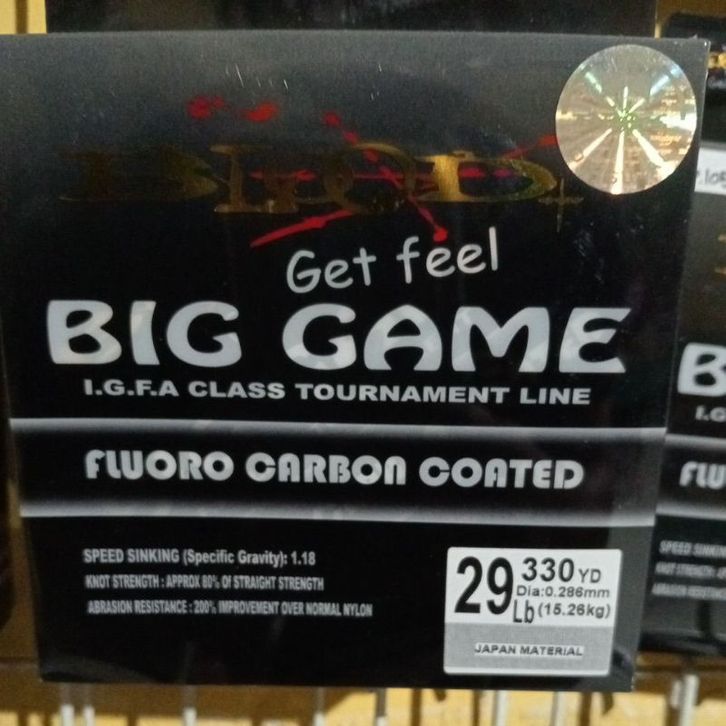 Get feel
BIG GAME
I.G.F.A CLASS TOURNAMENT LINE
FLUORO CARBON COATED
SPEED SINKING (Specific Gravity): 1.18
KNOT STRENGTH : APPROX 80% OF STRAIGHT STRENGTH
ABRASION RESISTANCE : 200% IMPROVEMENT OVER NORMAL NYLON
29 Lb
330 YD
Dia:0.286mm
(15.26kg)
JAPAN MATERIAL